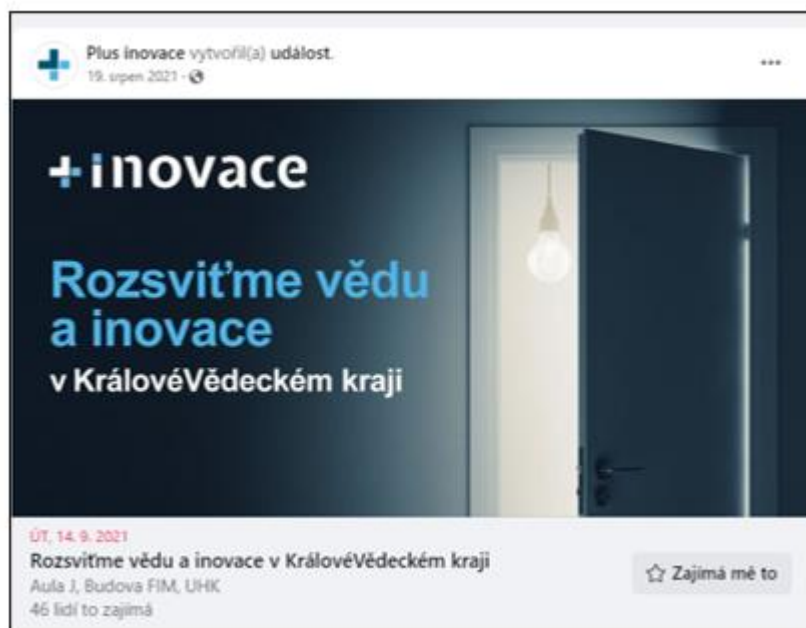 Plus inovace vytvořil(a) událost.
19. srpen 2021 ·
+inovace
Rozsviťme vědu
a inovace
v KrálovéVědeckém kraji
ÚT, 14. 9. 2021
Rozsviťme vědu a inovace v KrálovéVědeckém kraji
Aula J, Budova FIM, UHK
46 lidí to zajímá
Zajímá mě to